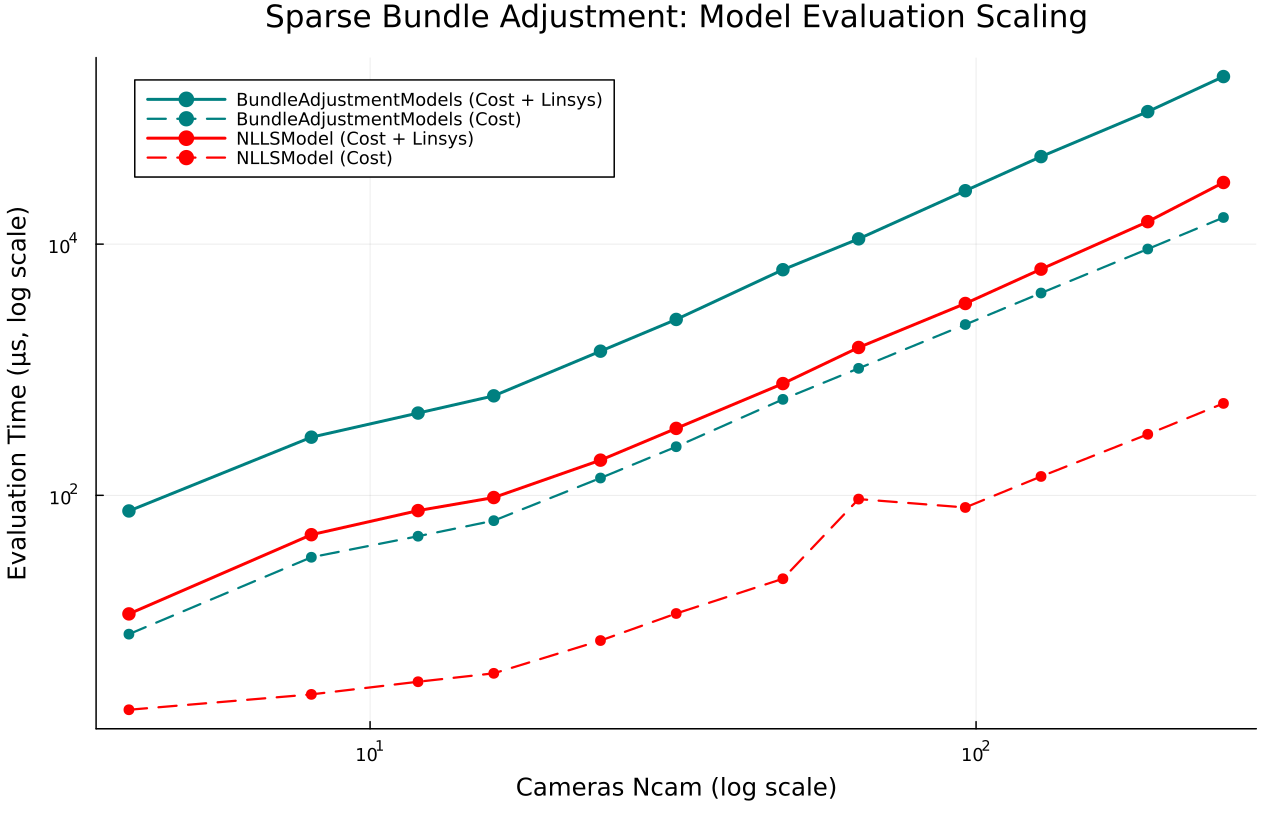 Sparse Bundle Adjustment: Model Evaluation Scaling
BundleAdjustmentModels (Cost + Linsys)
BundleAdjustmentModels (Cost)
NLLSModel (Cost + Linsys)
NLLSModel (Cost)
Evaluation Time (μs, log scale)
10⁴
10²
10¹
10²
Cameras Ncam (log scale)